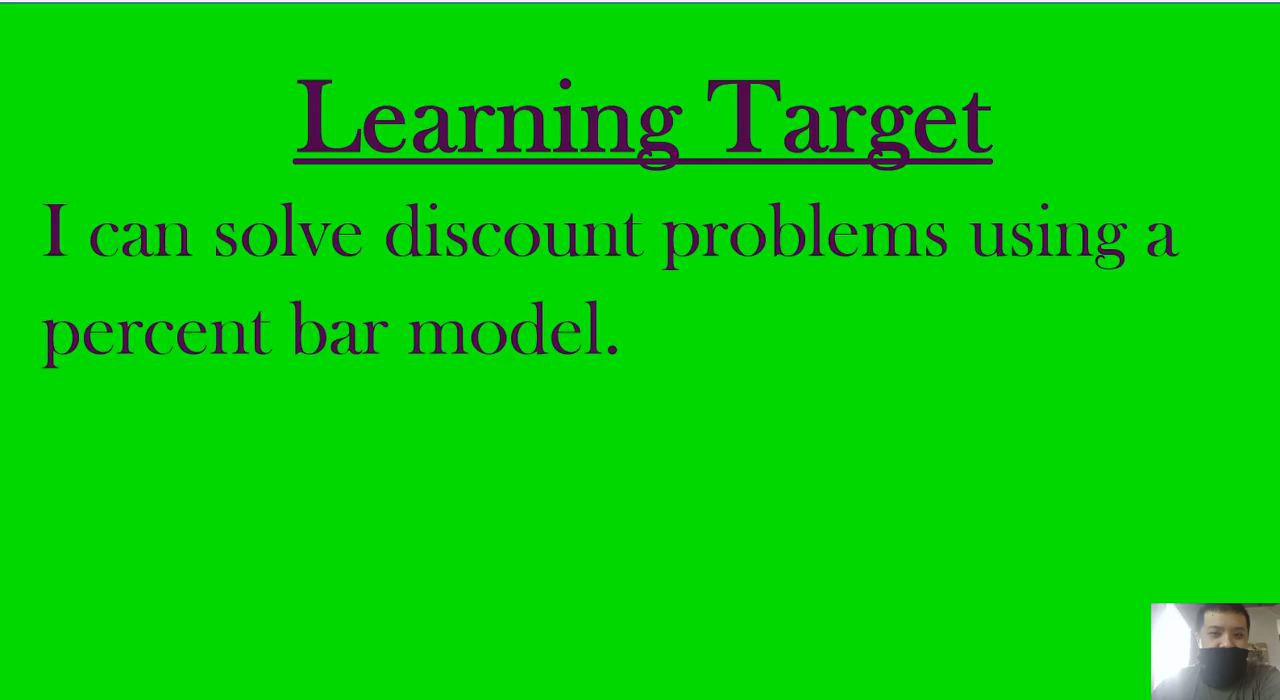 Learning Target
I can solve discount problems using a
percent bar model.